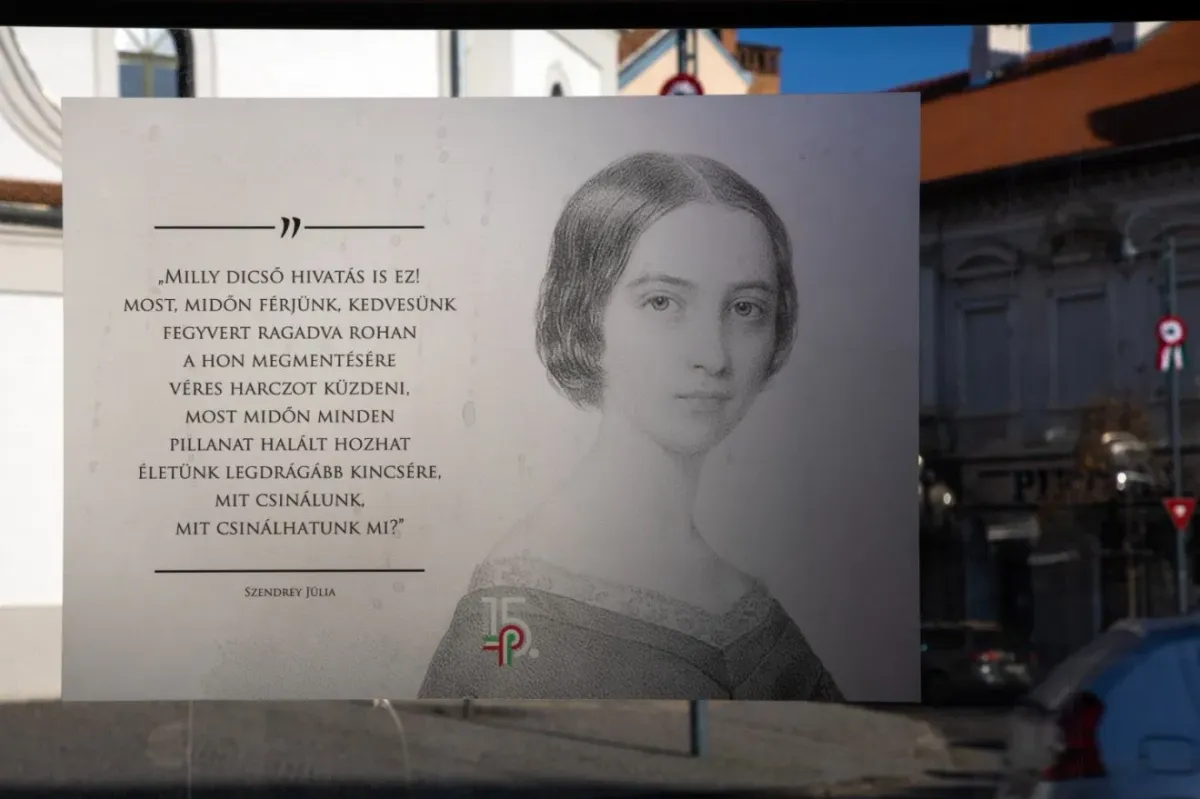 ”
„Milly dicső hivatás is ez!
Most, midőn férjünk, kedvesünk
fegyvert ragadva rohan
a hon megmentésére
véres harczot küzdeni,
most midőn minden
pillanat halált hozhat
életünk legdrágább kincsére,
mit csinálunk,
mit csinálhatunk mi?”
Szendrey Júlia
15.
P